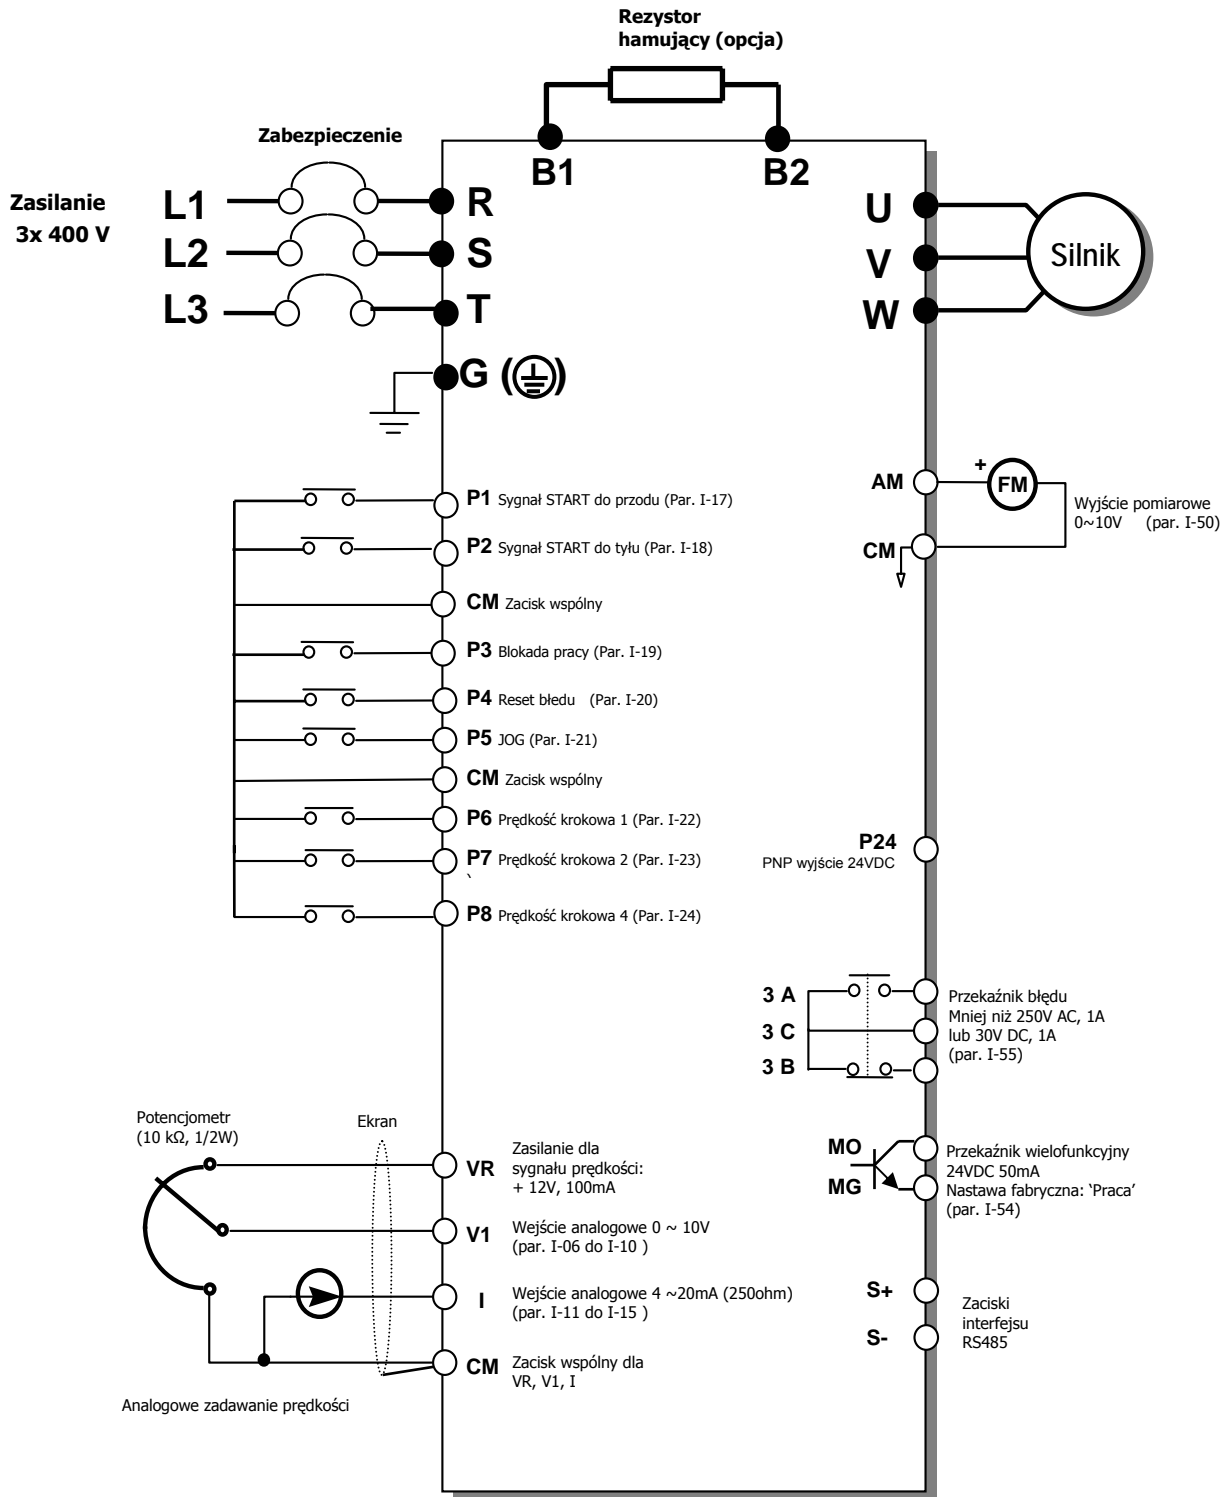 Rezystor
hamujący (opcja)
Zabezpieczenie
B1
B2
Zasilanie
3x 400 V
L1
R
U
L2
S
V
Silnik
L3
T
W
G
P1 Sygnał START do przodu (Par. I-17)
P2 Sygnał START do tyłu (Par. I-18)
CM Zacisk wspólny
P3 Blokada pracy (Par. I-19)
P4 Reset błedu (Par. I-20)
P5 JOG (Par. I-21)
CM Zacisk wspólny
P6 Prędkość krokowa 1 (Par. I-22)
P7 Prędkość krokowa 2 (Par. I-23)
`
P8 Prędkość krokowa 4 (Par. I-24)
AM
+
FM
CM
Wyjście pomiarowe
0~10V (par. I-50)
P24
PNP wyjście 24VDC
3 A
3 C
3 B
Przekaźnik błędu
Mniej niż 250V AC, 1A
lub 30V DC, 1A
(par. I-55)
MO
MG
Przekaźnik wielofunkcyjny
24VDC 50mA
Nastawa fabryczna: ‘Praca’
(par. I-54)
S+
S-
Zaciski
interfejsu
RS485
Potencjometr
(10 kΩ, 1/2W)
Ekran
VR
Zasilanie dla
sygnału prędkości:
+ 12V, 100mA
V1
Wejście analogowe 0 ~ 10V
(par. I-06 do I-10 )
I
Wejście analogowe 4 ~20mA (250ohm)
(par. I-11 do I-15 )
CM
Zacisk wspólny dla
VR, V1, I
Analogowe zadawanie prędkości